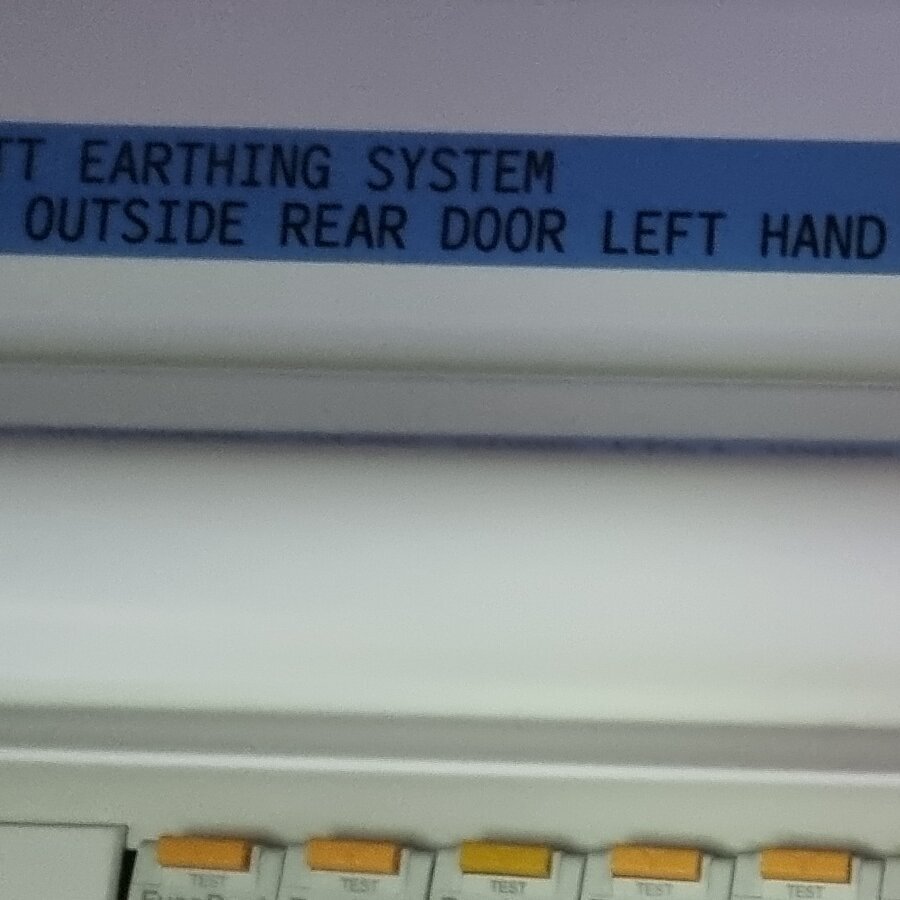 TT EARTHING SYSTEM
OUTSIDE REAR DOOR LEFT HAND
TEST TEST TEST TEST TEST